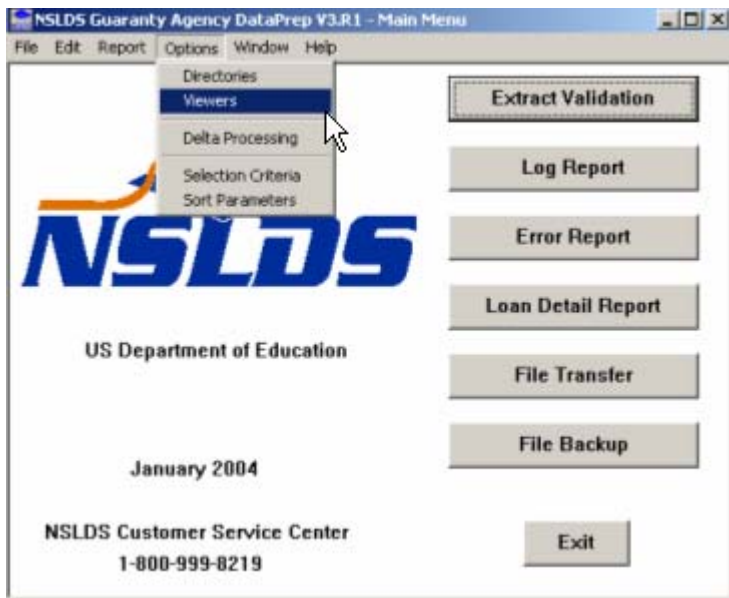 NSLDS Guaranty Agency DataPrep V3.R1 - Main Menu
File Edit Report Options Window Help
Directories
Viewers
Delta Processing
Selection Criteria
Sort Parameters
NSLDS
US Department of Education
January 2004
NSLDS Customer Service Center
1-800-999-8219
Extract Validation
Log Report
Error Report
Loan Detail Report
File Transfer
File Backup
Exit